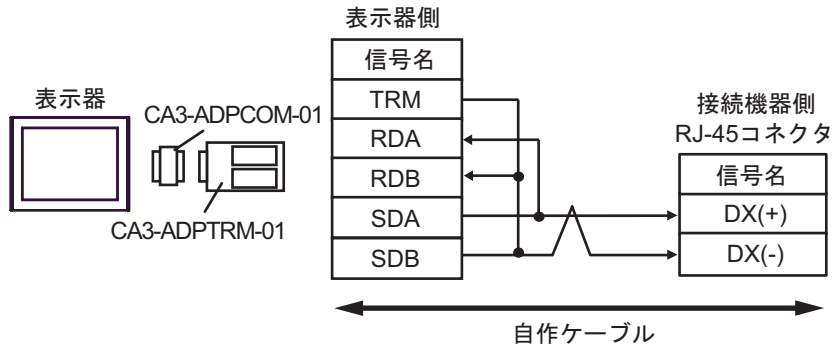 表示器側
信号名
TRM
RDA
RDB
SDA
SDB
表示器
CA3-ADPCOM-01
CA3-ADPTRM-01
接続機器側
RJ-45コネクタ
信号名
DX(+)
DX(-)
自作ケーブル